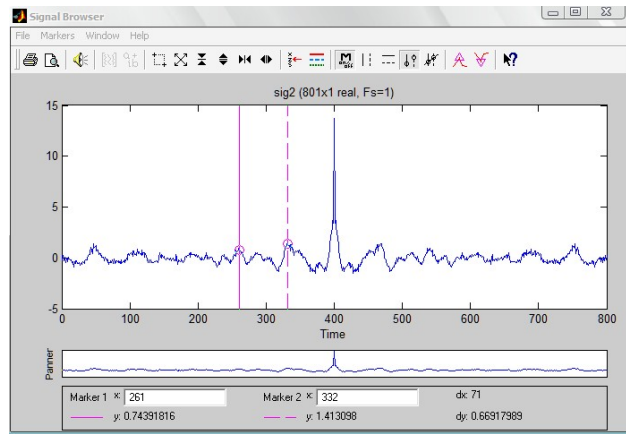 Signal Browser
File Markers Window Help
sig2 (801x1 real, Fs=1)
15
10
5
0
-5
0 100 200 300 400 500 600 700 800
Time
Panner
Marker 1 x: 261 Marker 2 x: 332 dx: 71
y: 0.74391816 y: 1.413098 dy: 0.66917989